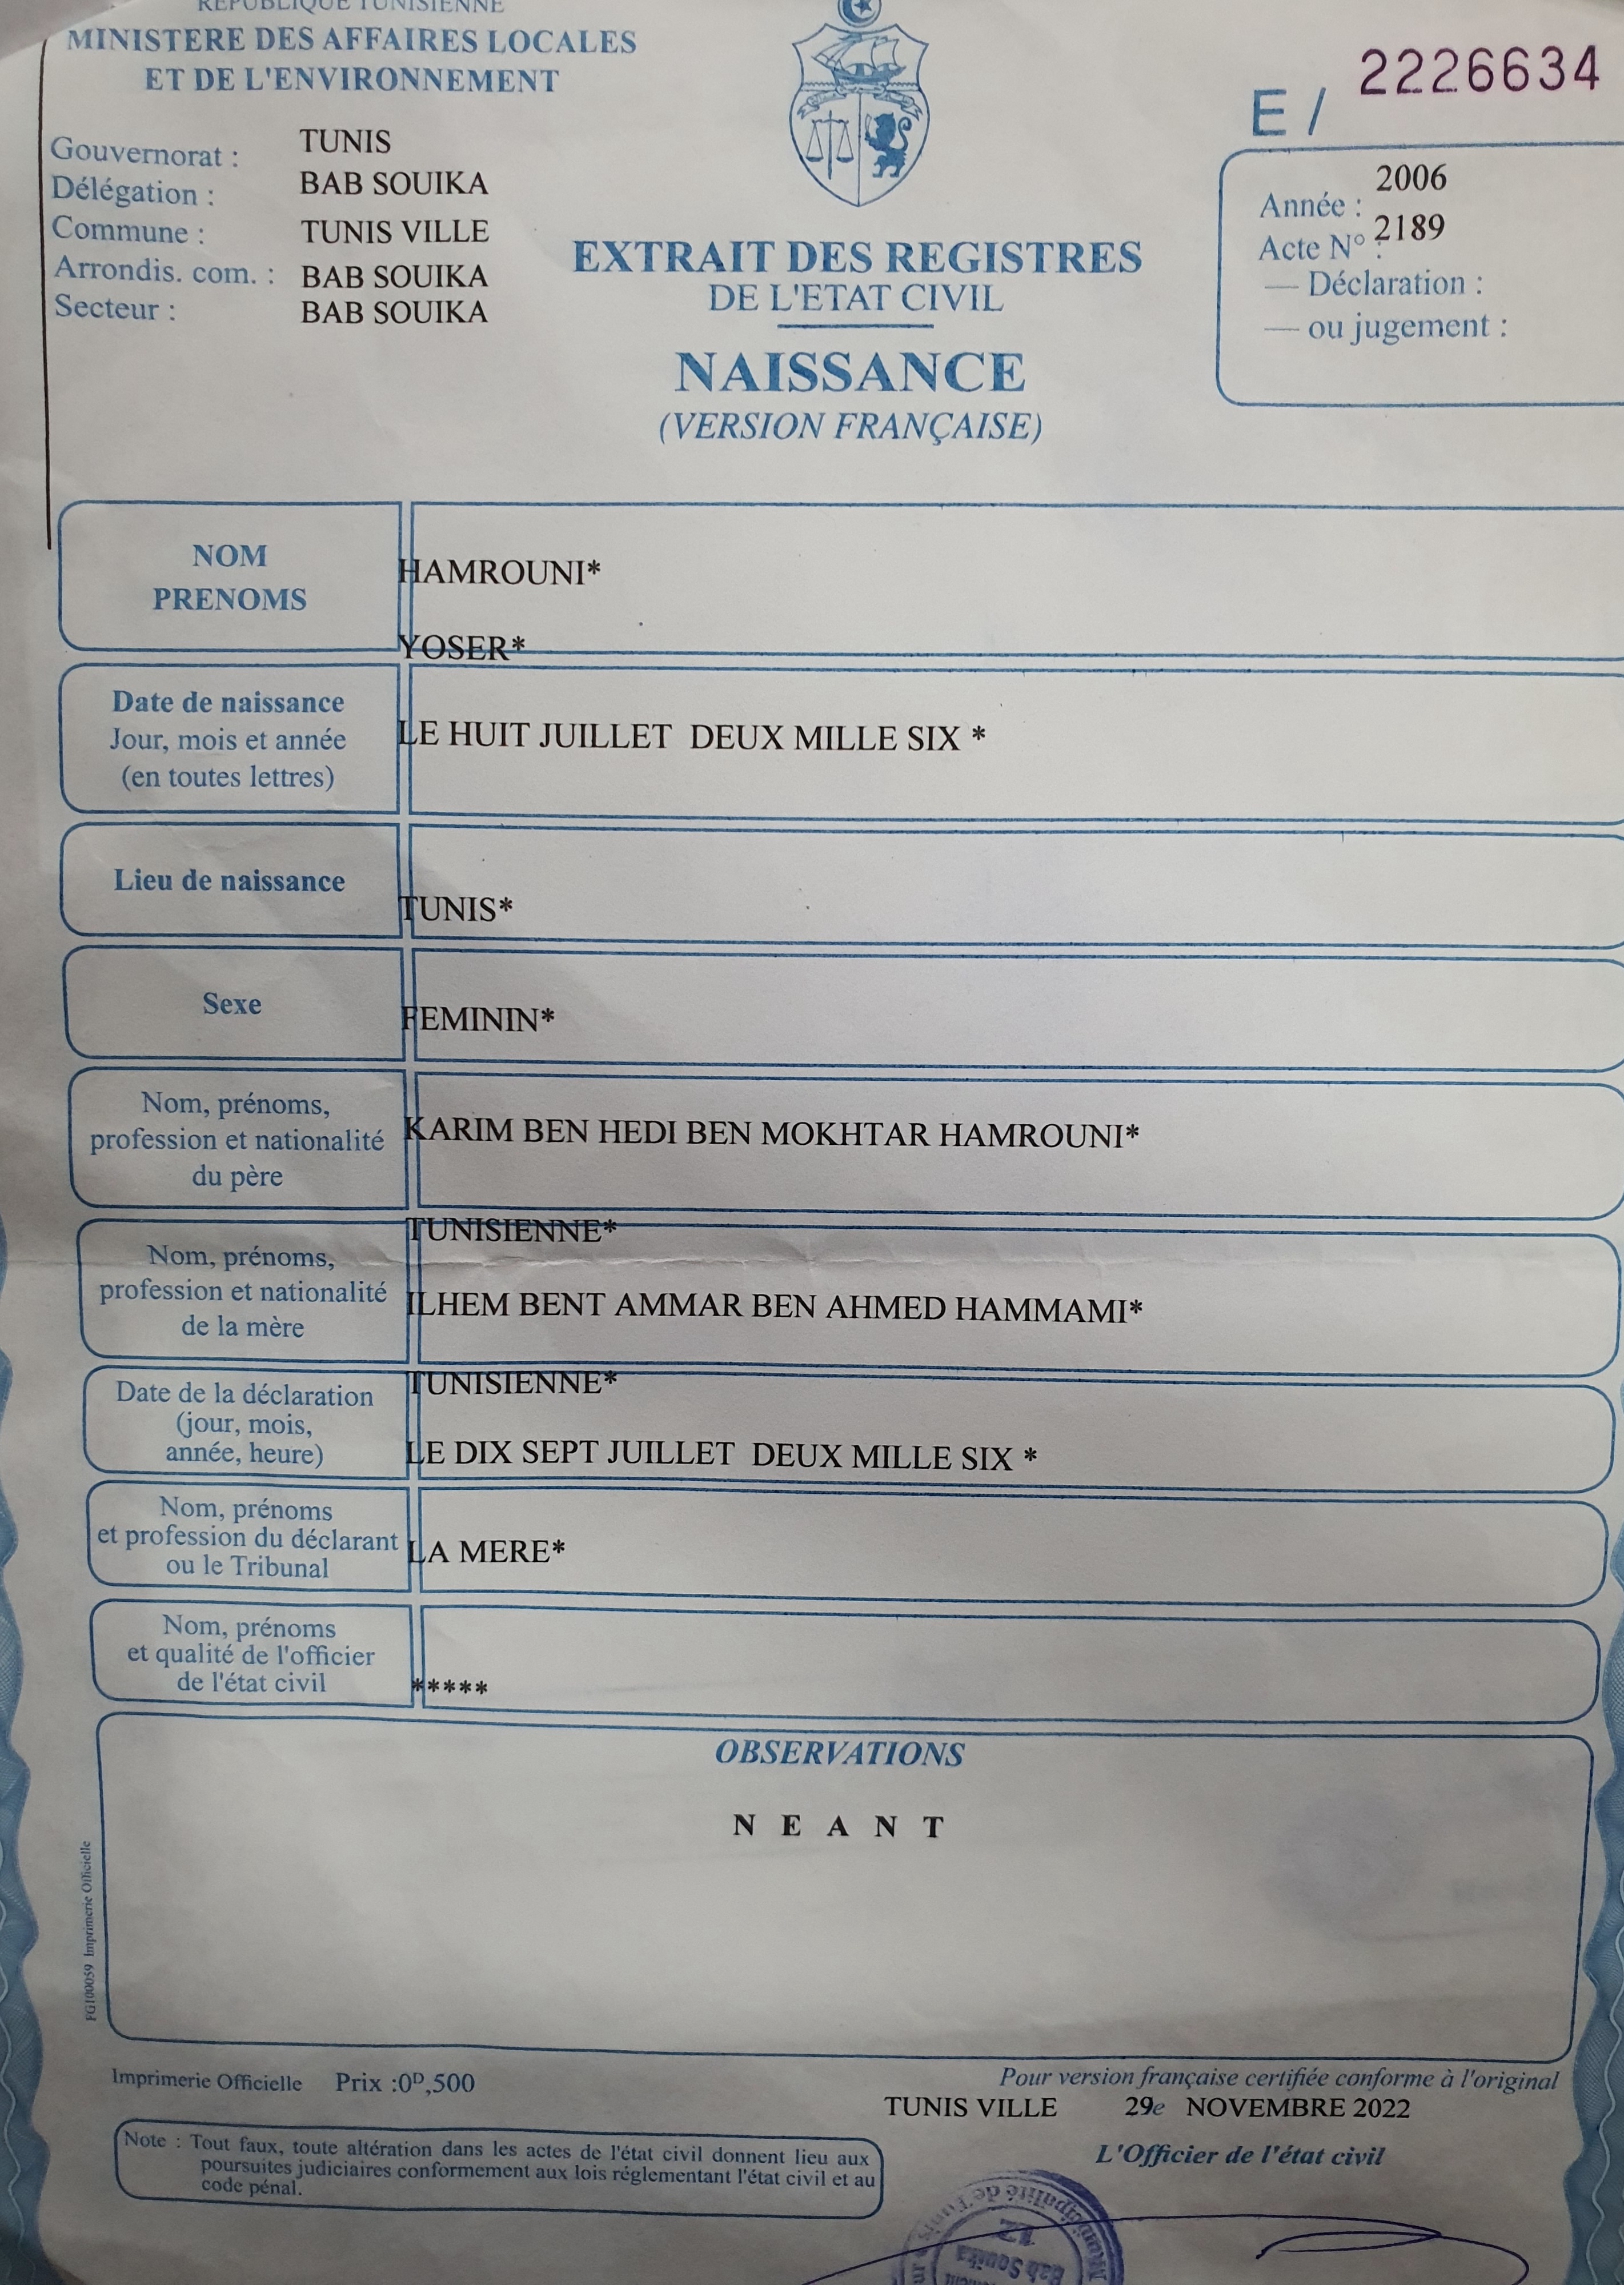 REPUBLIQUE TUNISIENNE
MINISTERE DES AFFAIRES LOCALES
ET DE L'ENVIRONNEMENT
Gouvernorat : TUNIS
Délégation : BAB SOUIKA
Commune : TUNIS VILLE
Arrondis. com. : BAB SOUIKA
Secteur : BAB SOUIKA
E / 2226634
Année : 2006
Acte N° : 2189
— Déclaration :
— ou jugement :
EXTRAIT DES REGISTRES
DE L'ETAT CIVIL
NAISSANCE
(VERSION FRANÇAISE)
NOM
PRENOMS
HAMROUNI*
YOSER*
Date de naissance
Jour, mois et année
(en toutes lettres)
LE HUIT JUILLET DEUX MILLE SIX *
Lieu de naissance
TUNIS*
Sexe
FEMININ*
Nom, prénoms,
profession et nationalité
du père
KARIM BEN HEDI BEN MOKHTAR HAMROUNI*
TUNISIENNE*
Nom, prénoms,
profession et nationalité
de la mère
ILHEM BENT AMMAR BEN AHMED HAMMAMI*
TUNISIENNE*
Date de la déclaration
(jour, mois,
année, heure)
LE DIX SEPT JUILLET DEUX MILLE SIX *
Nom, prénoms
et profession du déclarant
ou le Tribunal
LA MERE*
Nom, prénoms
et qualité de l'officier
de l'état civil
*****
OBSERVATIONS
N E A N T
FG100059 Imprimerie Officielle
Imprimerie Officielle Prix :0ᴰ,500
Pour version française certifiée conforme à l'original
TUNIS VILLE 29e NOVEMBRE 2022
L'Officier de l'état civil
Note : Tout faux, toute altération dans les actes de l'état civil donnent lieu aux
poursuites judiciaires conformement aux lois réglementant l'état civil et au
code pénal.
Municipalité de Tunis
12
Bab Souika